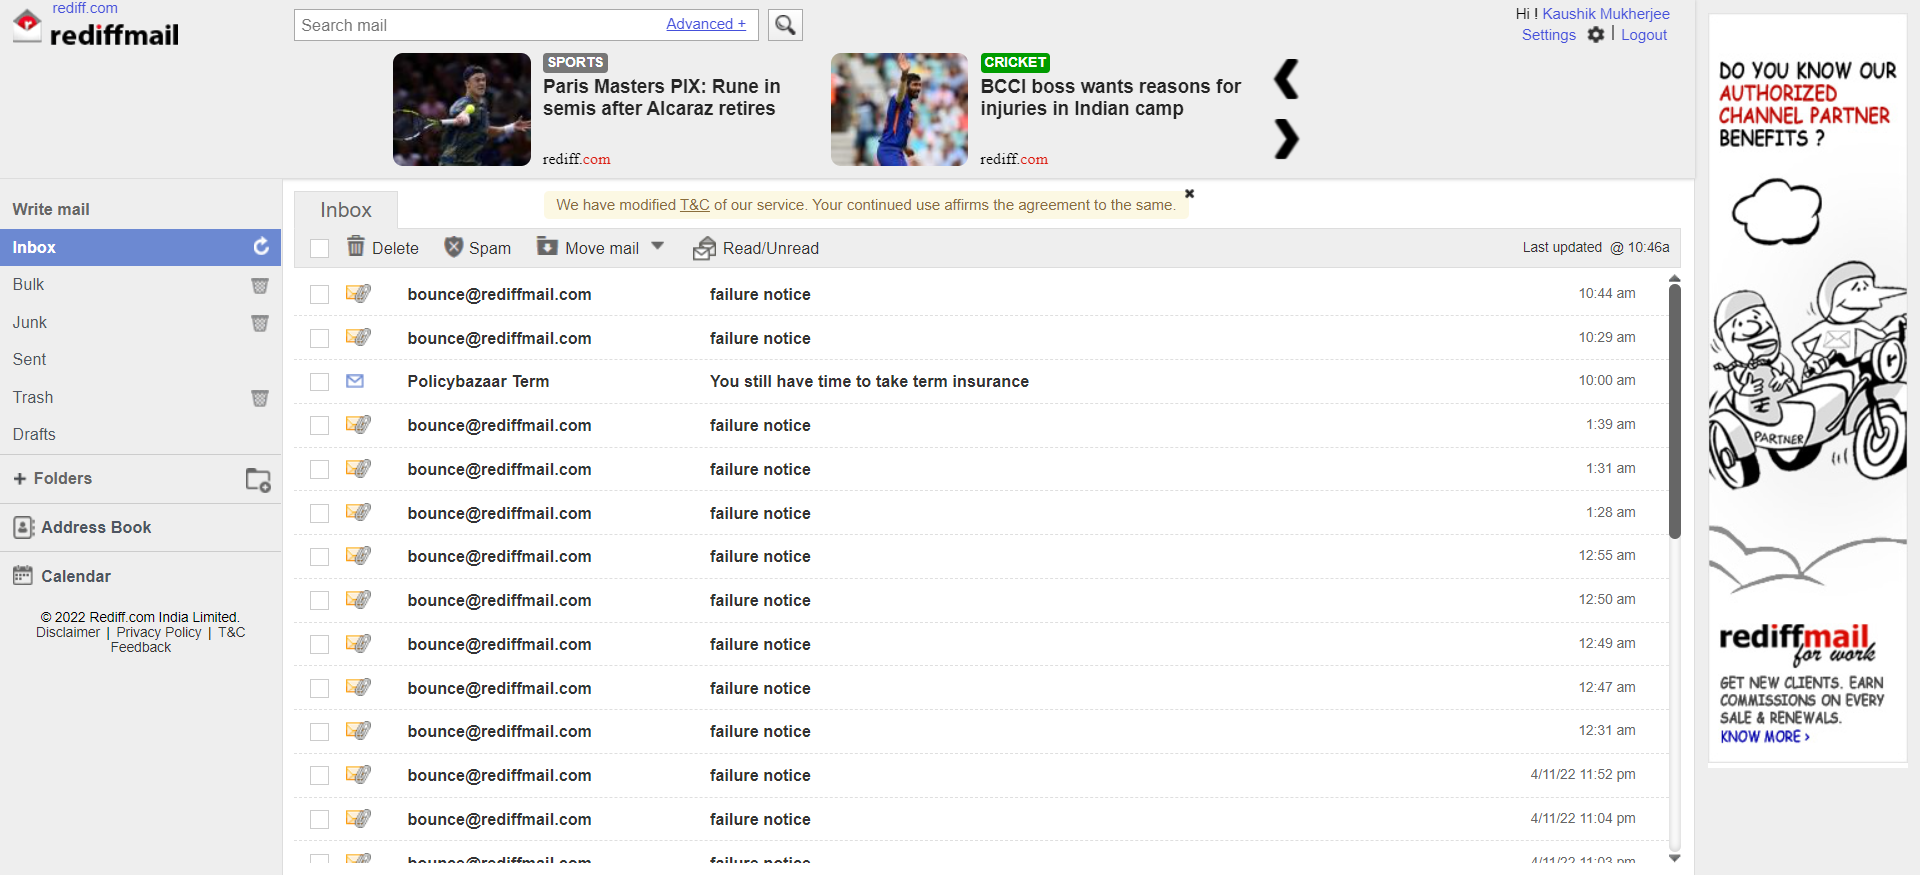 rediff.com
rediffmail
Search mail
Advanced +
Hi ! Kaushik Mukherjee
Settings | Logout
SPORTS
Paris Masters PIX: Rune in
semis after Alcaraz retires
rediff.com
CRICKET
BCCI boss wants reasons for
injuries in Indian camp
rediff.com
Write mail
Inbox
Bulk
Junk
Sent
Trash
Drafts
+ Folders
Address Book
Calendar
© 2022 Rediff.com India Limited.
Disclaimer | Privacy Policy | T&C
Feedback
Inbox
We have modified T&C of our service. Your continued use affirms the agreement to the same.
Delete Spam Move mail Read/Unread Last updated @ 10:46a
bounce@rediffmail.com failure notice 10:44 am
bounce@rediffmail.com failure notice 10:29 am
Policybazaar Term You still have time to take term insurance 10:00 am
bounce@rediffmail.com failure notice 1:39 am
bounce@rediffmail.com failure notice 1:31 am
bounce@rediffmail.com failure notice 1:28 am
bounce@rediffmail.com failure notice 12:55 am
bounce@rediffmail.com failure notice 12:50 am
bounce@rediffmail.com failure notice 12:49 am
bounce@rediffmail.com failure notice 12:47 am
bounce@rediffmail.com failure notice 12:31 am
bounce@rediffmail.com failure notice 4/11/22 11:52 pm
bounce@rediffmail.com failure notice 4/11/22 11:04 pm
bounce@rediffmail.com failure notice 4/11/22 11:03 pm
DO YOU KNOW OUR
AUTHORIZED
CHANNEL PARTNER
BENEFITS ?
r
PARTNER
rediffmail
for work
GET NEW CLIENTS. EARN
COMMISSIONS ON EVERY
SALE & RENEWALS.
KNOW MORE >